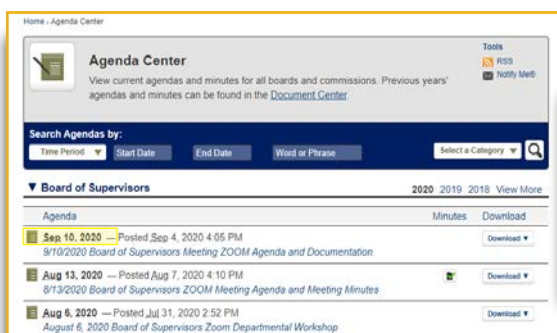 Home › Agenda Center
Agenda Center
View current agendas and minutes for all boards and commissions. Previous years'
agendas and minutes can be found in the Document Center.
Tools
RSS
Notify Me®
Search Agendas by:
Time Period ▼ Start Date End Date Word or Phrase Select a Category ▼
▼ Board of Supervisors 2020 2019 2018 View More
Agenda Minutes Download
Sep 10, 2020 — Posted Sep 4, 2020 4:05 PM Download ▼
9/10/2020 Board of Supervisors Meeting ZOOM Agenda and Documentation
Aug 13, 2020 — Posted Aug 7, 2020 4:10 PM Download ▼
8/13/2020 Board of Supervisors ZOOM Meeting Agenda and Meeting Minutes
Aug 6, 2020 — Posted Jul 31, 2020 2:52 PM Download ▼
August 6, 2020 Board of Supervisors Zoom Departmental Workshop